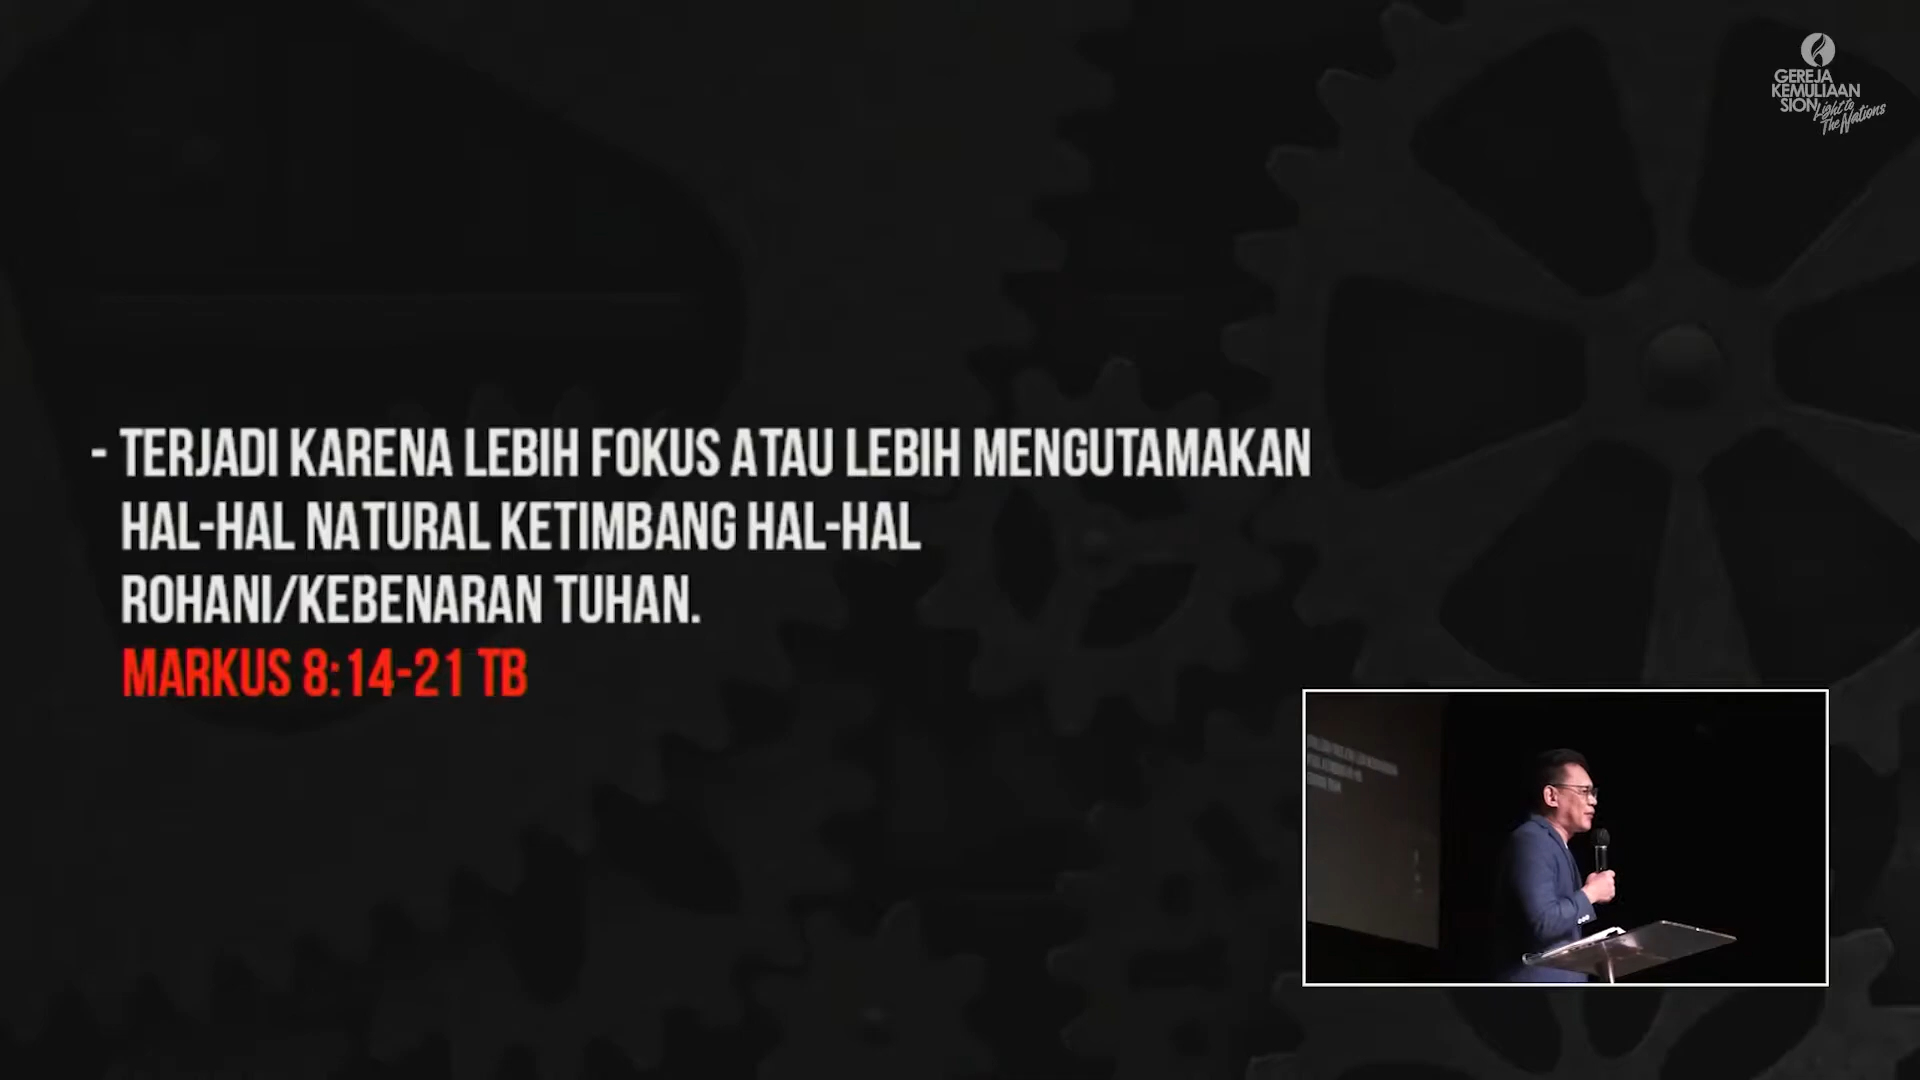 GEREJA
KEMULIAAN
SION Light to
The Nations
- TERJADI KARENA LEBIH FOKUS ATAU LEBIH MENGUTAMAKAN
HAL-HAL NATURAL KETIMBANG HAL-HAL
ROHANI/KEBENARAN TUHAN.
MARKUS 8:14-21 TB